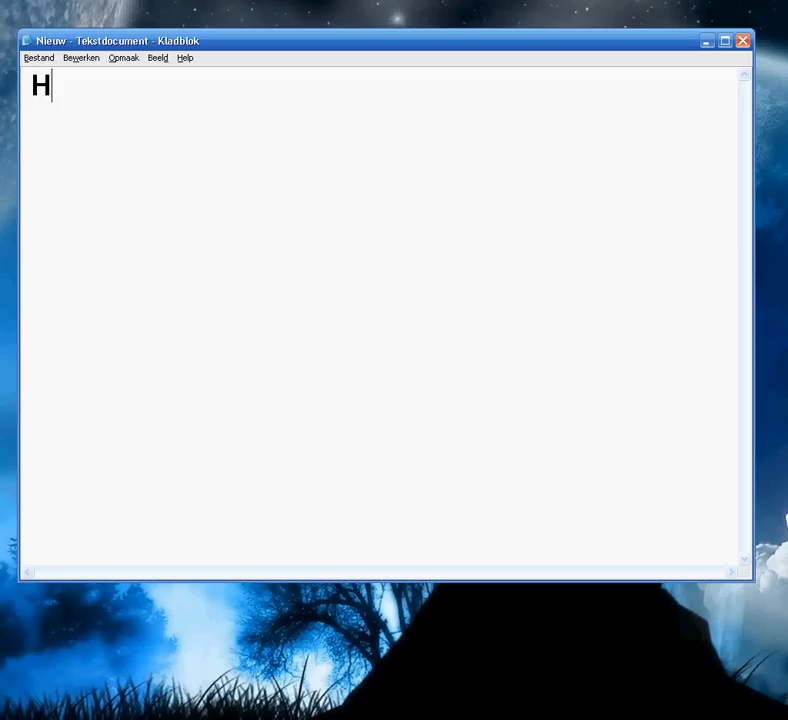 Nieuw - Tekstdocument - Kladblok
Bestand Bewerken Opmaak Beeld Help
H